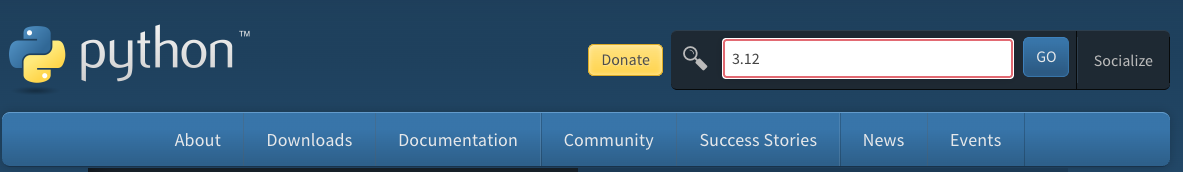 python™
Donate
3.12
GO
Socialize
About
Downloads
Documentation
Community
Success Stories
News
Events